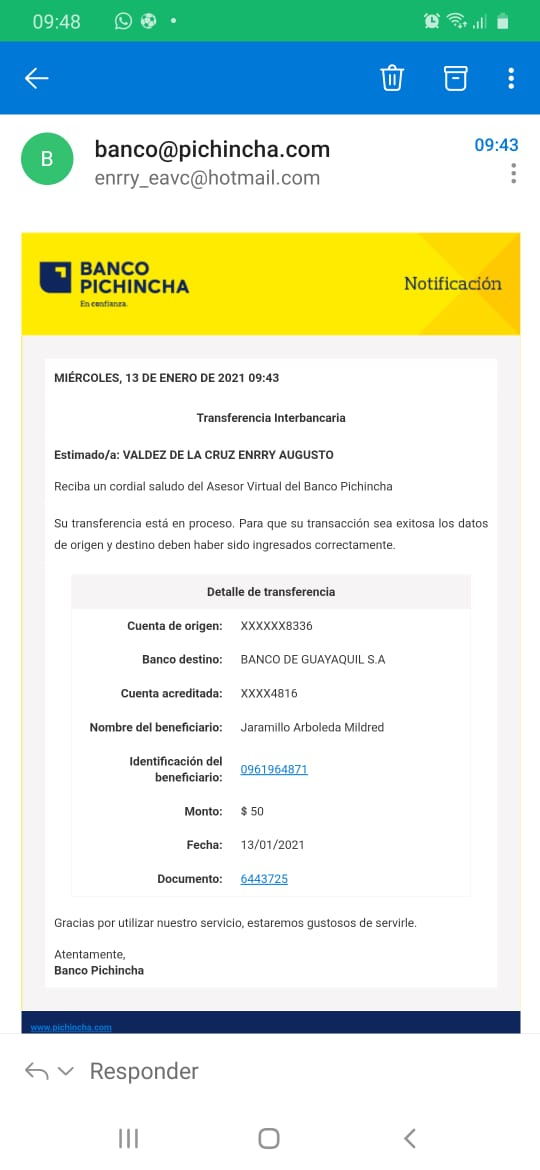 09:48
banco@pichincha.com
09:43
B
enrry_eavc@hotmail.com
BANCO
PICHINCHA
En confianza.
Notificación
MIÉRCOLES, 13 DE ENERO DE 2021 09:43
Transferencia Interbancaria
Estimado/a: VALDEZ DE LA CRUZ ENRRY AUGUSTO
Reciba un cordial saludo del Asesor Virtual del Banco Pichincha
Su transferencia está en proceso. Para que su transacción sea exitosa los datos
de origen y destino deben haber sido ingresados correctamente.
Detalle de transferencia
Cuenta de origen: XXXXXX8336
Banco destino: BANCO DE GUAYAQUIL S.A
Cuenta acreditada: XXXX4816
Nombre del beneficiario: Jaramillo Arboleda Mildred
Identificación del
beneficiario: 0961964871
Monto: $ 50
Fecha: 13/01/2021
Documento: 6443725
Gracias por utilizar nuestro servicio, estaremos gustosos de servirle.
Atentamente,
Banco Pichincha
www.pichincha.com
Responder